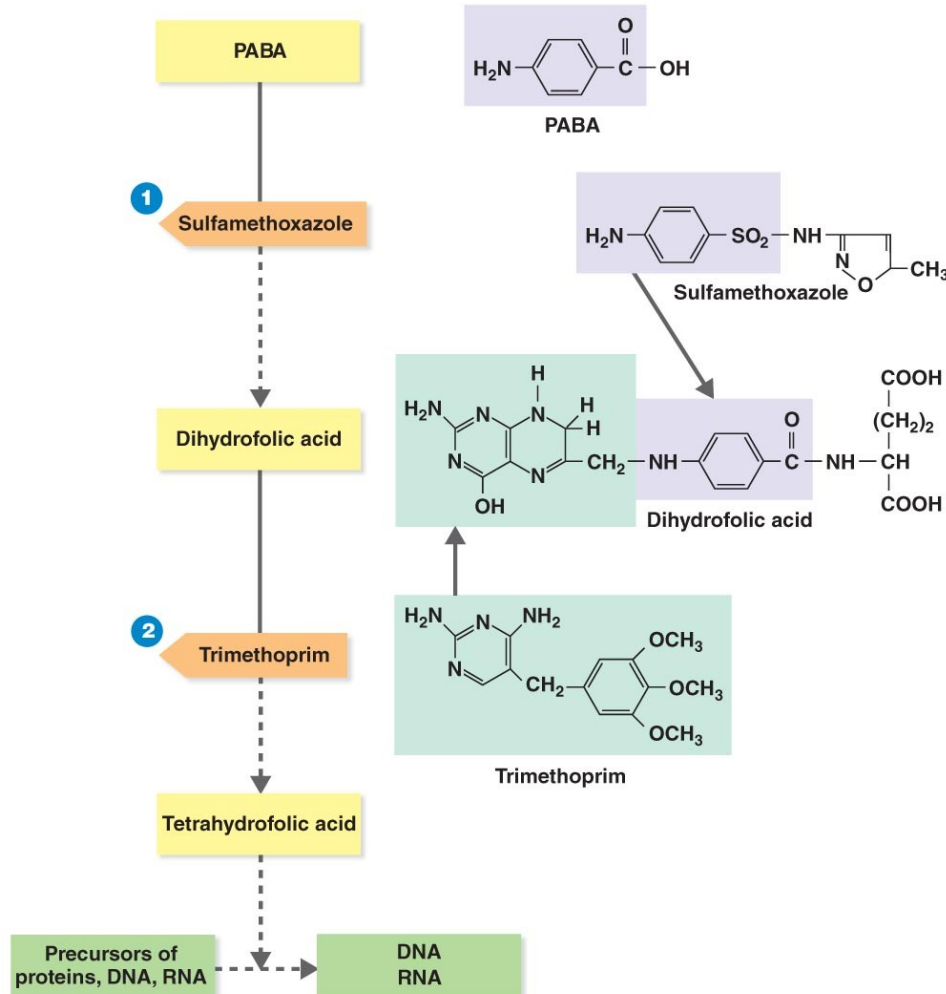 PABA
1
Sulfamethoxazole
Dihydrofolic acid
2
Trimethoprim
Tetrahydrofolic acid
Precursors of
proteins, DNA, RNA
DNA
RNA
O
H₂N
C
OH
PABA
H₂N
SO₂
NH
N
O
CH₃
Sulfamethoxazole
H
H
H
H₂N
N
N
N
N
OH
CH₂
NH
O
C
NH
COOH
(CH₂)₂
CH
COOH
Dihydrofolic acid
H₂N
N
NH₂
N
CH₂
OCH₃
OCH₃
OCH₃
Trimethoprim